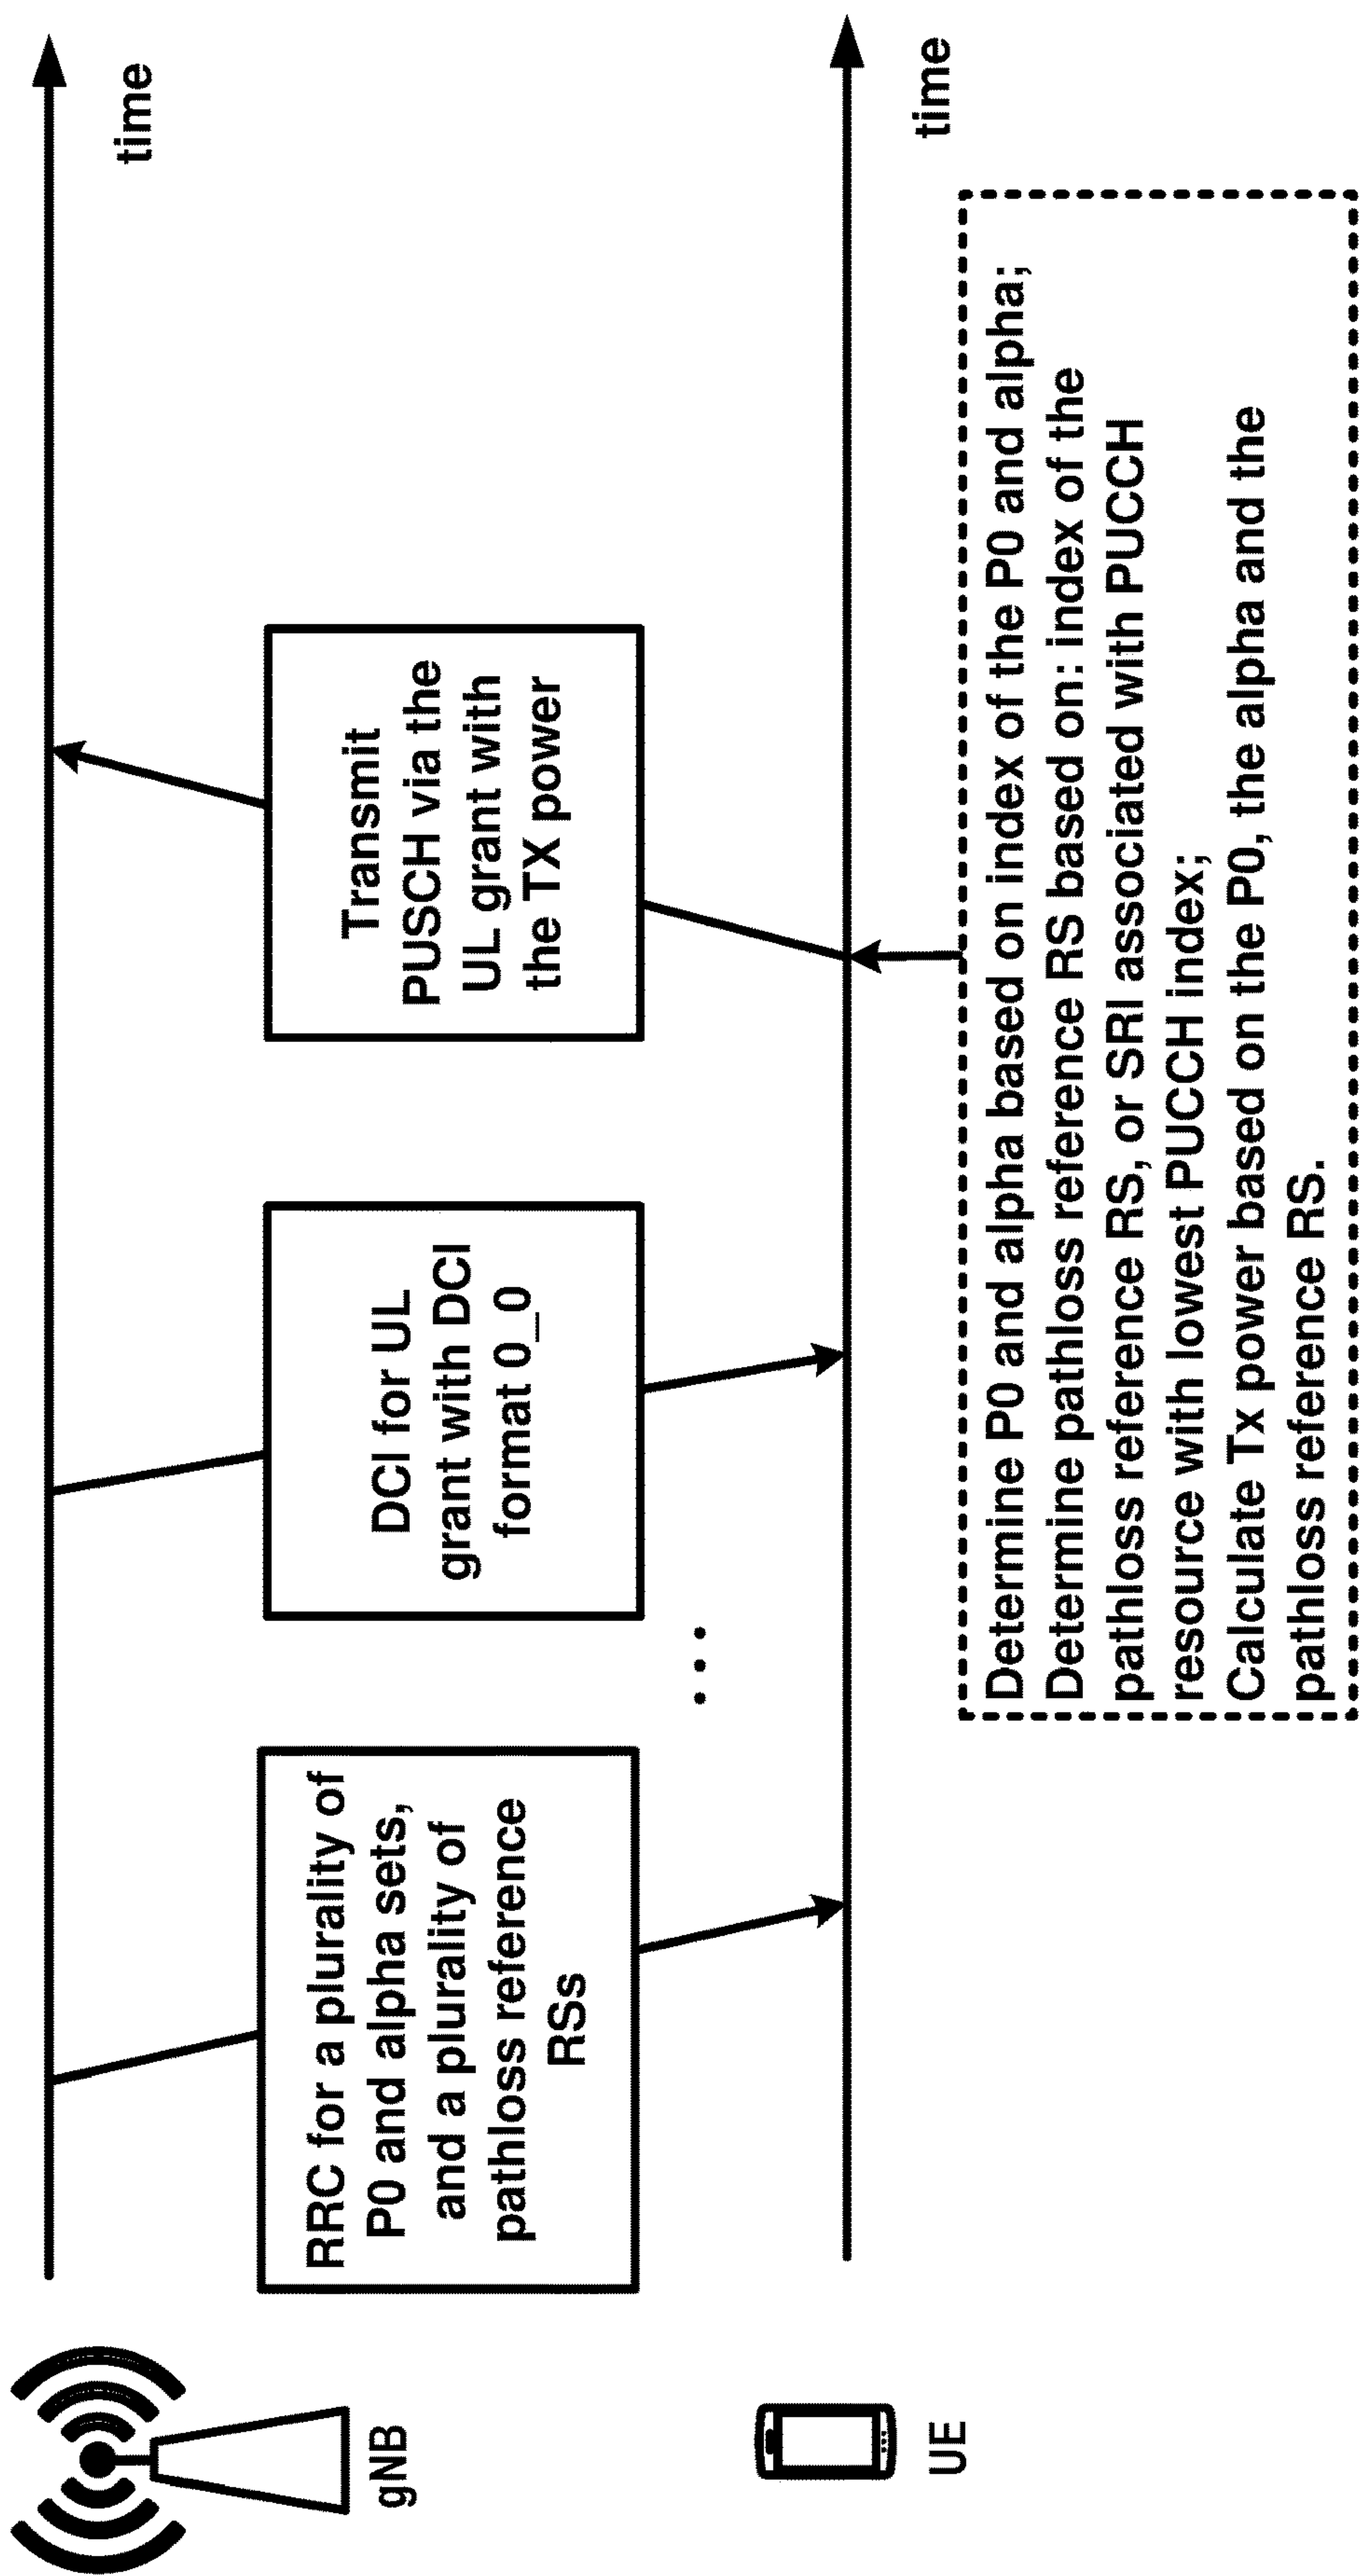 time
gNB
RRC for a plurality of
P0 and alpha sets,
and a plurality of
pathloss reference
RSs
DCI for UL
grant with DCI
format 0_0
Transmit
PUSCH via the
UL grant with
the TX power
...
time
UE
Determine P0 and alpha based on index of the P0 and alpha;
Determine pathloss reference RS based on: index of the
pathloss reference RS, or SRI associated with PUCCH
resource with lowest PUCCH index;
Calculate Tx power based on the P0, the alpha and the
pathloss reference RS.